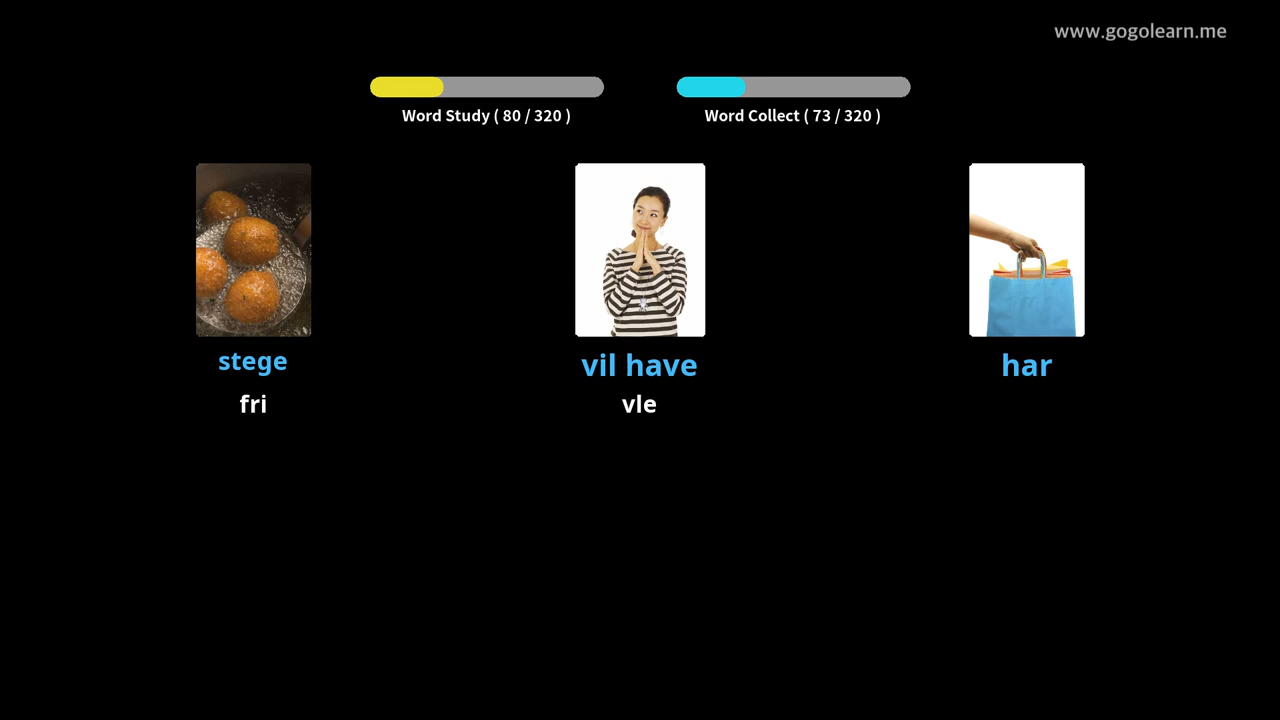 www.gogolearn.me
Word Study ( 80 / 320 )
Word Collect ( 73 / 320 )
stege
vil have
har
fri
vle